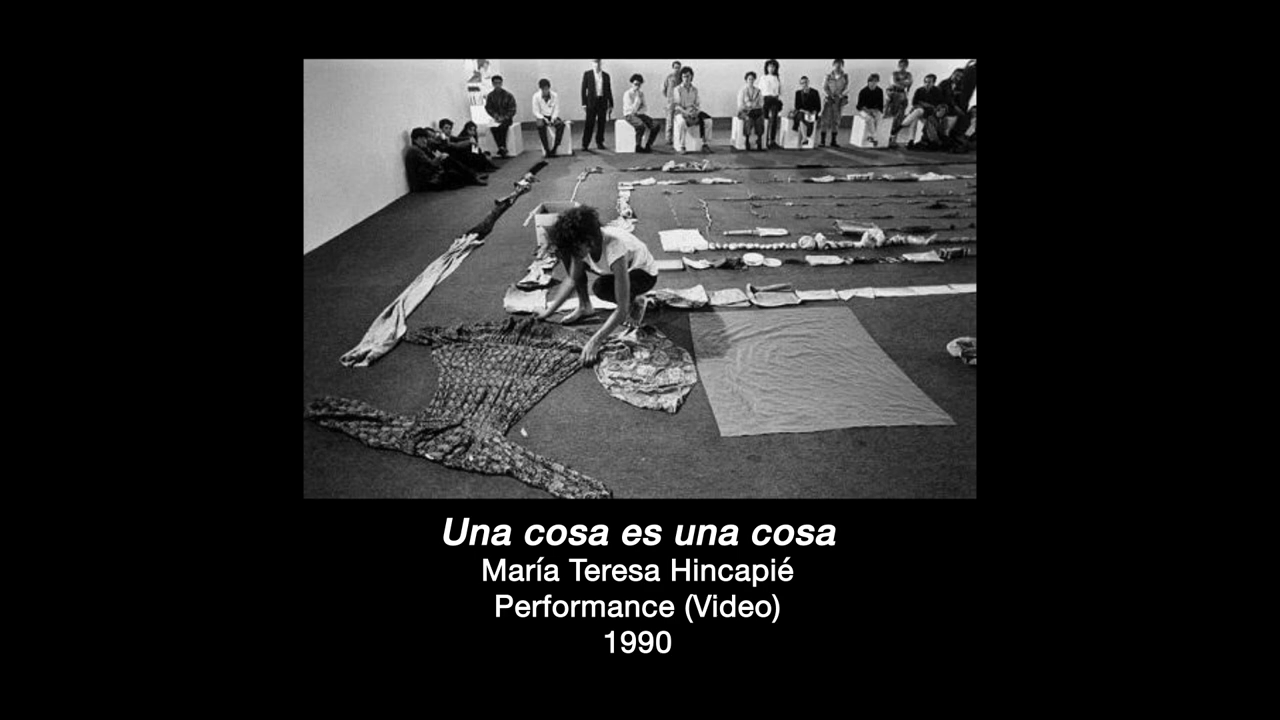 Una cosa es una cosa
María Teresa Hincapié
Performance (Video)
1990